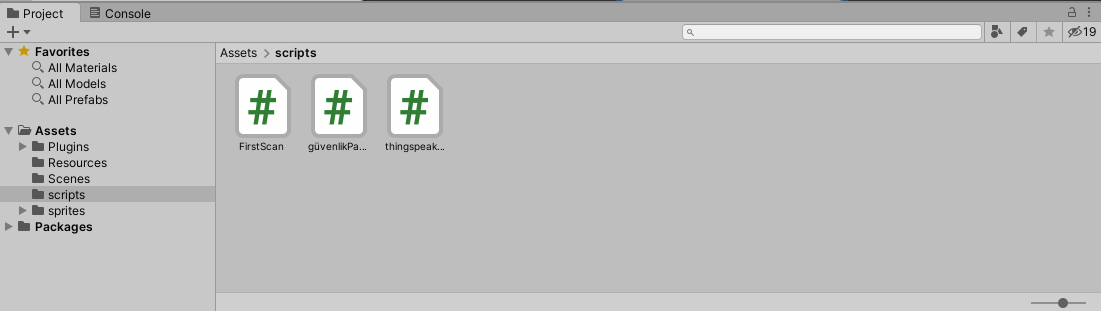 Project
Console
19
Favorites
All Materials
All Models
All Prefabs
Assets
Plugins
Resources
Scenes
scripts
sprites
Packages
Assets > scripts
FirstScan
güvenlikPa...
thingspeak...